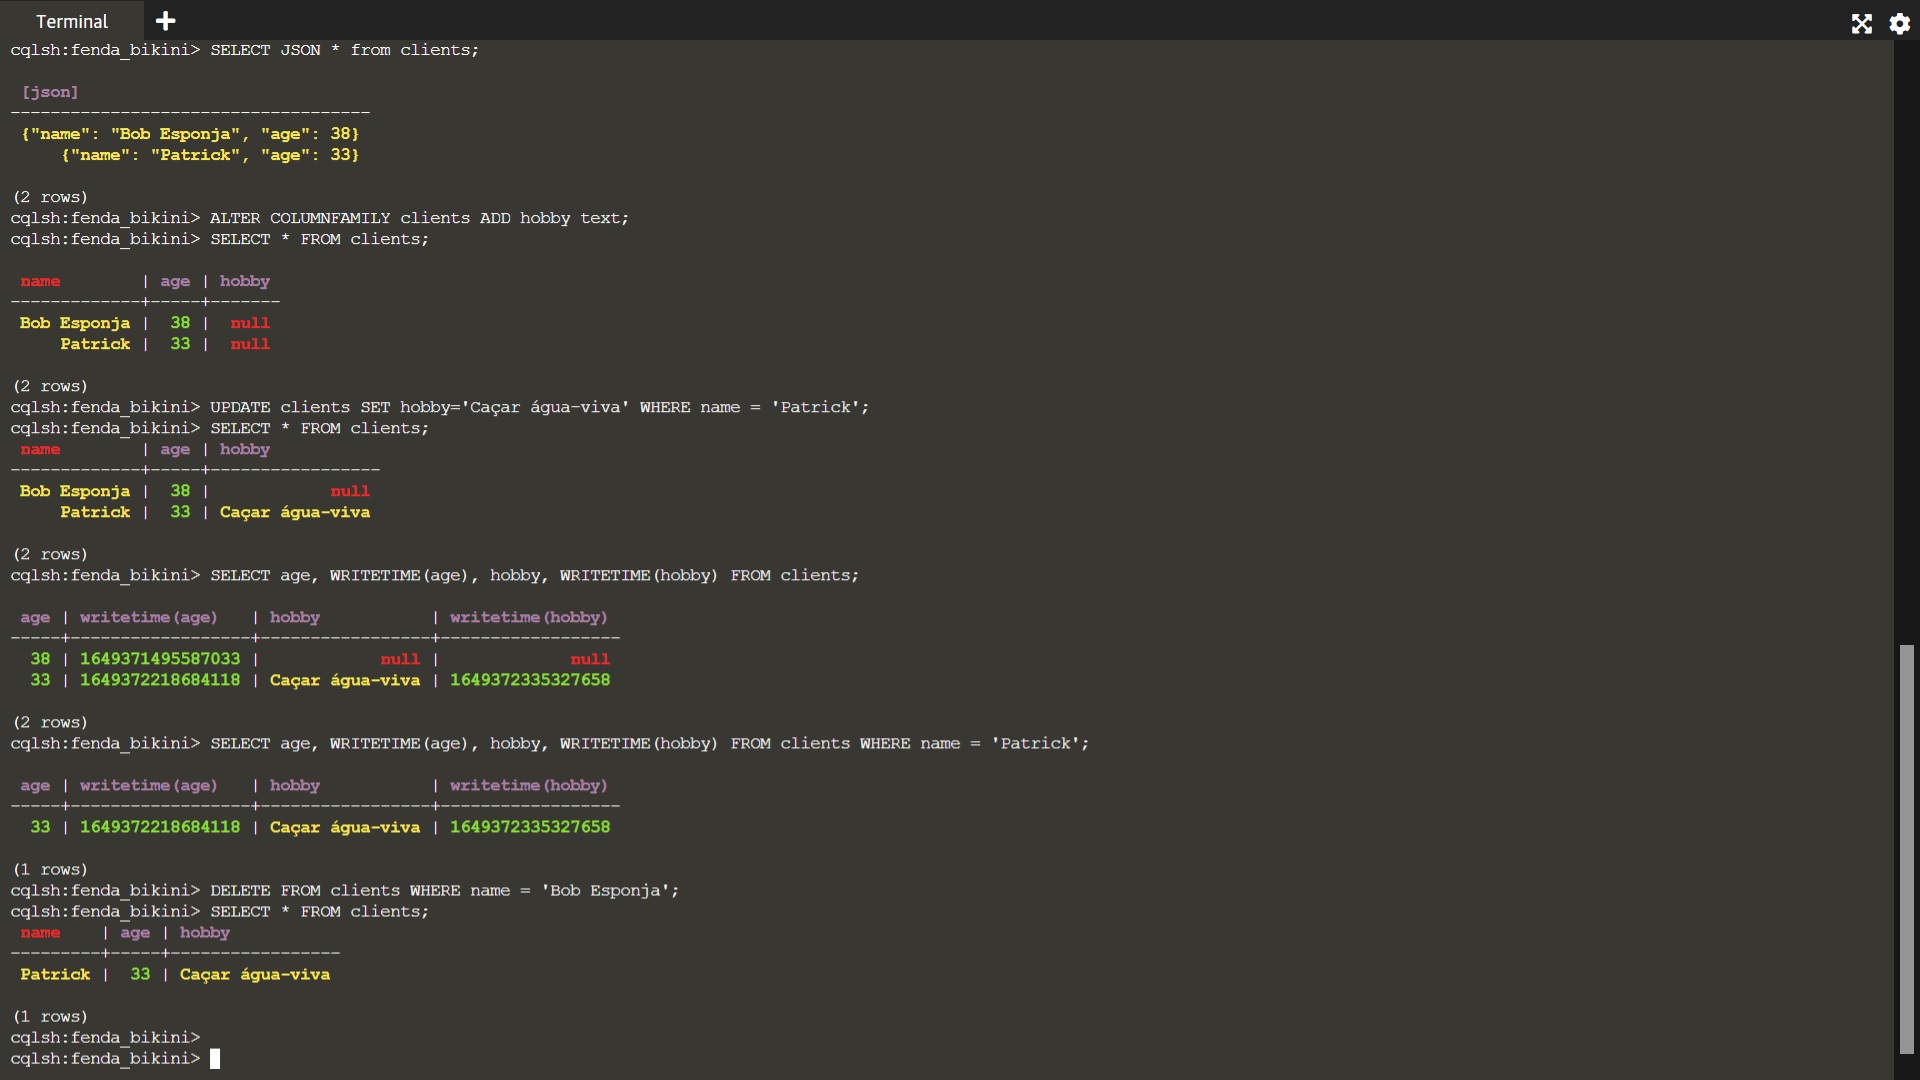 Terminal
cqlsh:fenda_bikini> SELECT JSON * from clients;
[json]
------------------------------------
{"name": "Bob Esponja", "age": 38}
{"name": "Patrick", "age": 33}
(2 rows)
cqlsh:fenda_bikini> ALTER COLUMNFAMILY clients ADD hobby text;
cqlsh:fenda_bikini> SELECT * FROM clients;
name        | age | hobby
-------------+-----+-------
Bob Esponja |  38 |  null
Patrick |  33 |  null
(2 rows)
cqlsh:fenda_bikini> UPDATE clients SET hobby='Caçar água-viva' WHERE name = 'Patrick';
cqlsh:fenda_bikini> SELECT * FROM clients;
name        | age | hobby
-------------+-----+-----------------
Bob Esponja |  38 |            null
Patrick |  33 | Caçar água-viva
(2 rows)
cqlsh:fenda_bikini> SELECT age, WRITETIME(age), hobby, WRITETIME(hobby) FROM clients;
age | writetime(age)   | hobby           | writetime(hobby)
-----+------------------+-----------------+------------------
38 | 1649371495587033 |            null |             null
33 | 1649372218684118 | Caçar água-viva | 1649372335327658
(2 rows)
cqlsh:fenda_bikini> SELECT age, WRITETIME(age), hobby, WRITETIME(hobby) FROM clients WHERE name = 'Patrick';
age | writetime(age)   | hobby           | writetime(hobby)
-----+------------------+-----------------+------------------
33 | 1649372218684118 | Caçar água-viva | 1649372335327658
(1 rows)
cqlsh:fenda_bikini> DELETE FROM clients WHERE name = 'Bob Esponja';
cqlsh:fenda_bikini> SELECT * FROM clients;
name    | age | hobby
---------+-----+-----------------
Patrick |  33 | Caçar água-viva
(1 rows)
cqlsh:fenda_bikini>
cqlsh:fenda_bikini>